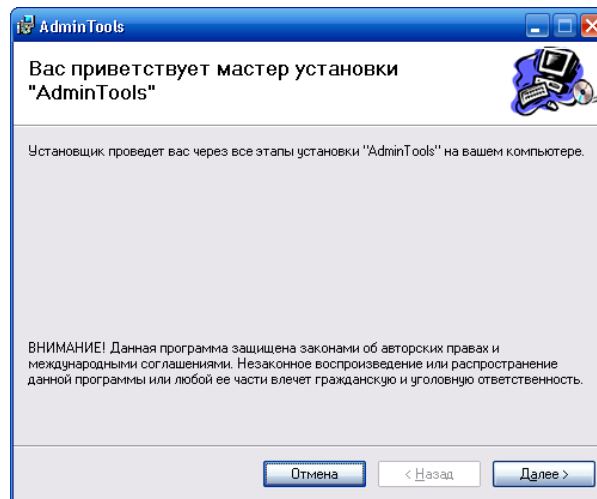 AdminTools
Вас приветствует мастер установки
"AdminTools"
Установщик проведет вас через все этапы установки "AdminTools" на вашем компьютере.
ВНИМАНИЕ! Данная программа защищена законами об авторских правах и
международными соглашениями. Незаконное воспроизведение или распространение
данной программы или любой ее части влечет гражданскую и уголовную ответственность.
Отмена
< Назад
Далее >